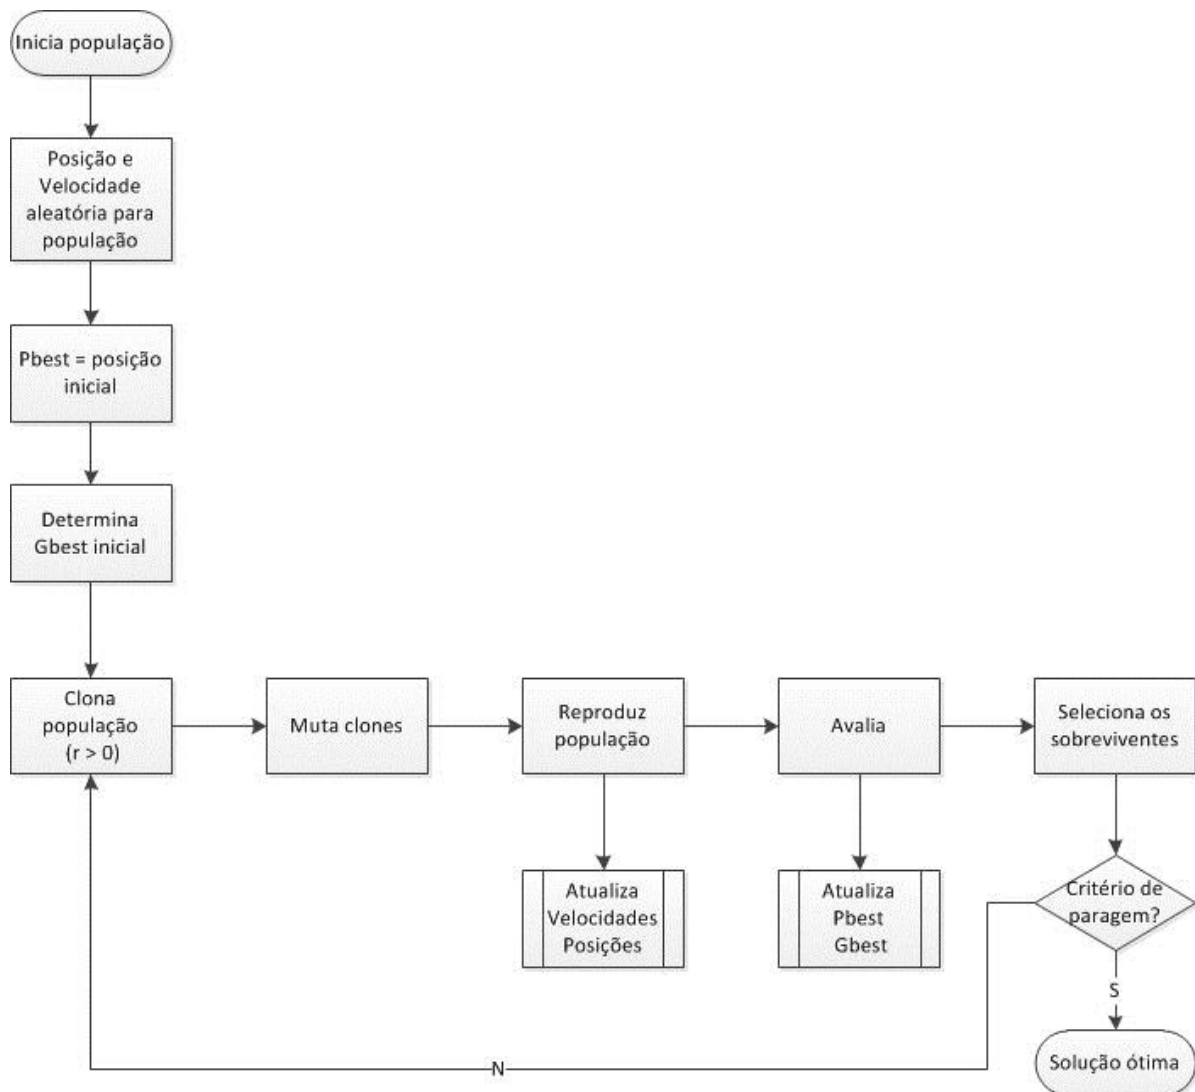 Inicia população
Posição e
Velocidade
aleatória para
população
Pbest = posição
inicial
Determina
Gbest inicial
Clona
população
(r > 0)
Muta clones
Reproduz
população
Avalia
Seleciona os
sobreviventes
Atualiza
Velocidades
Posições
Atualiza
Pbest
Gbest
Critério de
paragem?
S
N
Solução ótima